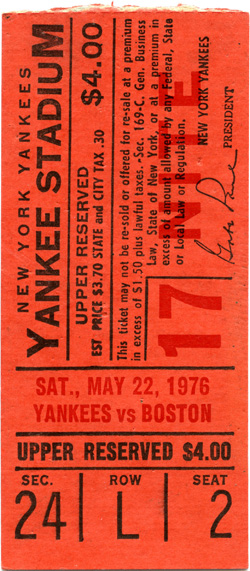 NEW YORK YANKEES
YANKEE STADIUM
$4.00
UPPER RESERVED
EST PRICE $3.70 STATE and CITY TAX .30
This ticket may not be re-sold or offered for re-sale at a premium
in excess of $1.50 plus lawful taxes.-Sec. 169-C, Gen. Business
Law, State of New York, or at a premium in
excess of amount allowed by any Federal, State
or Local Law or Regulation.
NEW YORK YANKEES
PRESIDENT
17
SAT., MAY 22, 1976
YANKEES vs BOSTON
UPPER RESERVED $4.00
SEC. ROW SEAT
24 L 2